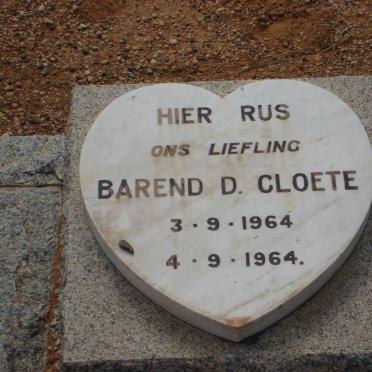 HIER RUS
ONS LIEFLING
BAREND D. CLOETE
3·9·1964
4·9·1964.